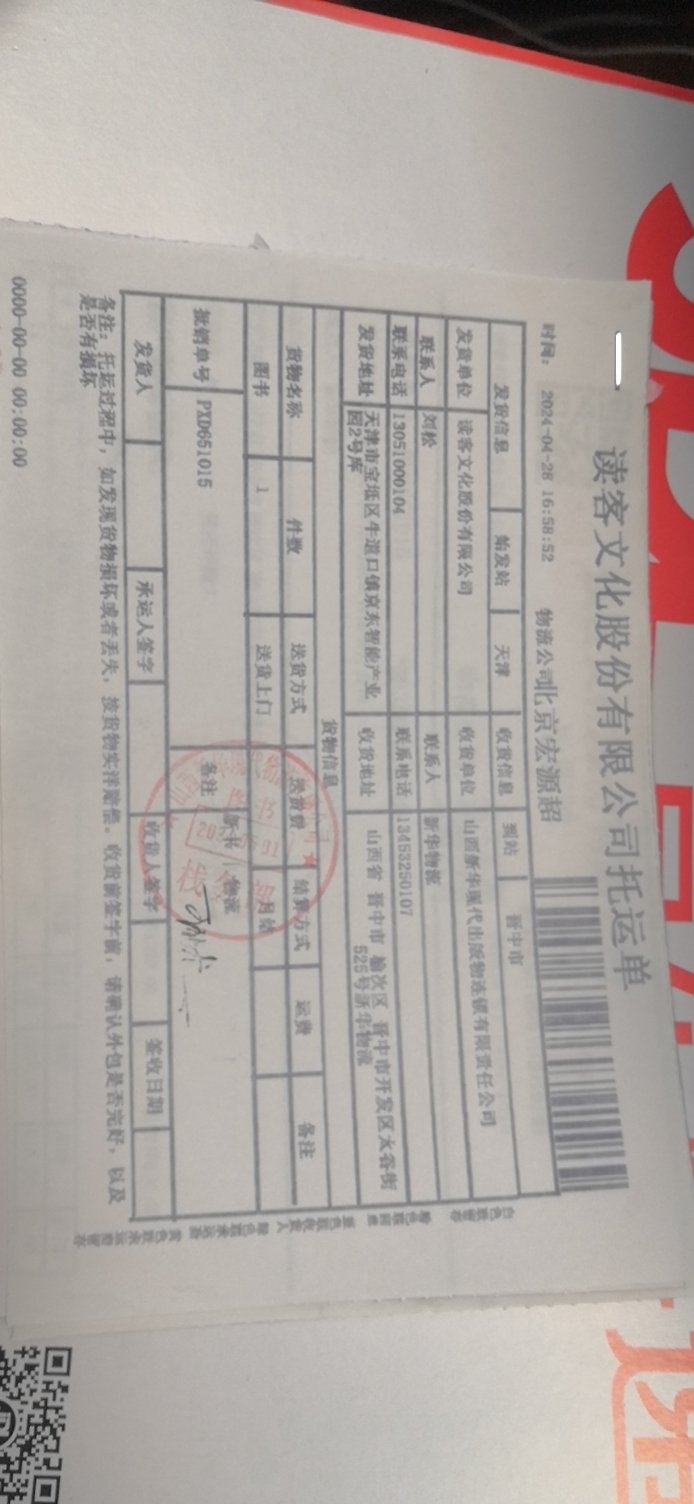 读客文化股份有限公司托运单
时间: 2024-04-28 16:58:52 物流公司北京宏源超
发货信息 始发站 天津 收货信息 到站 晋中市
发货单位 读客文化股份有限公司 收货单位 山西新华现代出版物连锁有限责任公司
联系人 刘松 联系人 新华物流
联系电话 13051000104 联系电话 13453250107
发货地址 天津市宝坻区牛道口镇京东智能产业 收货地址 山西省 晋中市 榆次区 晋中市开发区太谷街
园2号库 525号新华物流
货物信息
货物名称 件数 送货方式 送货费 结算方式 运费 备注
图书 1 送货上门 月结
批销单号 PXD651015 备注 物流
发货人 承运人签字 收货人签字 签收日期
备注: 托运过程中, 如发现货物损坏或者丢失, 按货物实洋赔偿。收货前签字前, 请确认外包是否完好, 以及
是否有损坏
0000-00-00 00:00:00